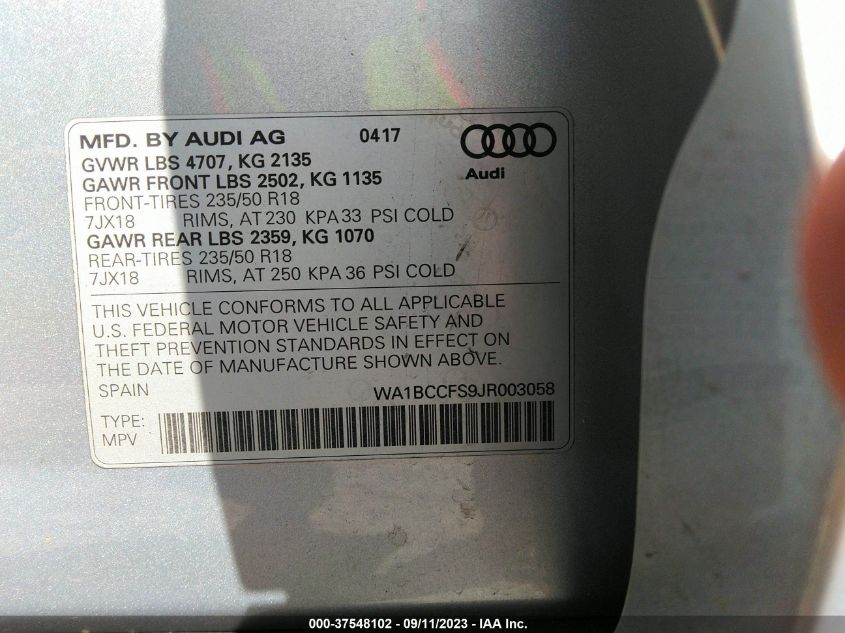 MFD. BY AUDI AG 0417
GVWR LBS 4707, KG 2135
GAWR FRONT LBS 2502, KG 1135
Audi
FRONT-TIRES 235/50 R18
7JX18 RIMS, AT 230 KPA 33 PSI COLD
GAWR REAR LBS 2359, KG 1070
REAR-TIRES 235/50 R18
7JX18 RIMS, AT 250 KPA 36 PSI COLD
THIS VEHICLE CONFORMS TO ALL APPLICABLE
U.S. FEDERAL MOTOR VEHICLE SAFETY AND
THEFT PREVENTION STANDARDS IN EFFECT ON
THE DATE OF MANUFACTURE SHOWN ABOVE.
SPAIN WA1BCCFS9JR003058
TYPE:
MPV
000-37548102 - 09/11/2023 - IAA Inc.